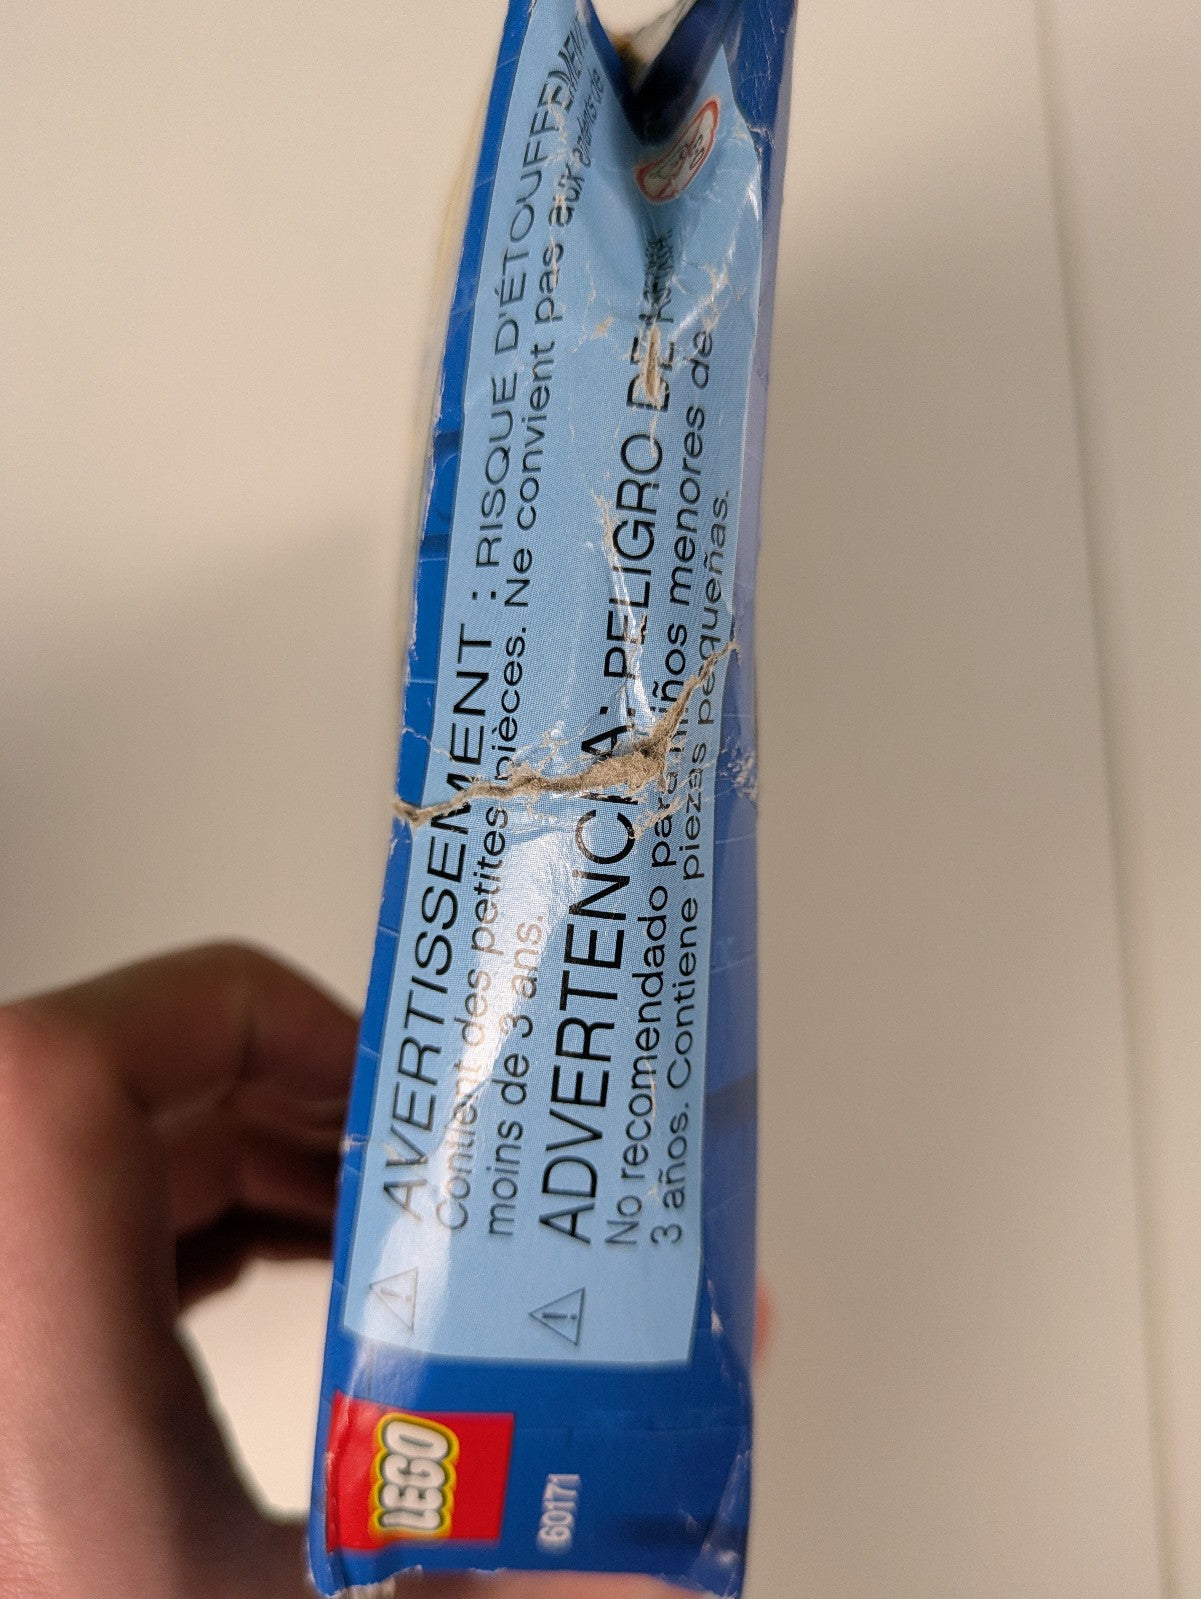 LEGO
60171
AVERTISSEMENT : RISQUE D'ÉTOUFFEMENT
Contient des petites pièces. Ne convient pas aux enfants de
moins de 3 ans.
ADVERTENCIA: PELIGRO DE
No recomendado para niños menores de
3 años. Contiene piezas pequeñas.